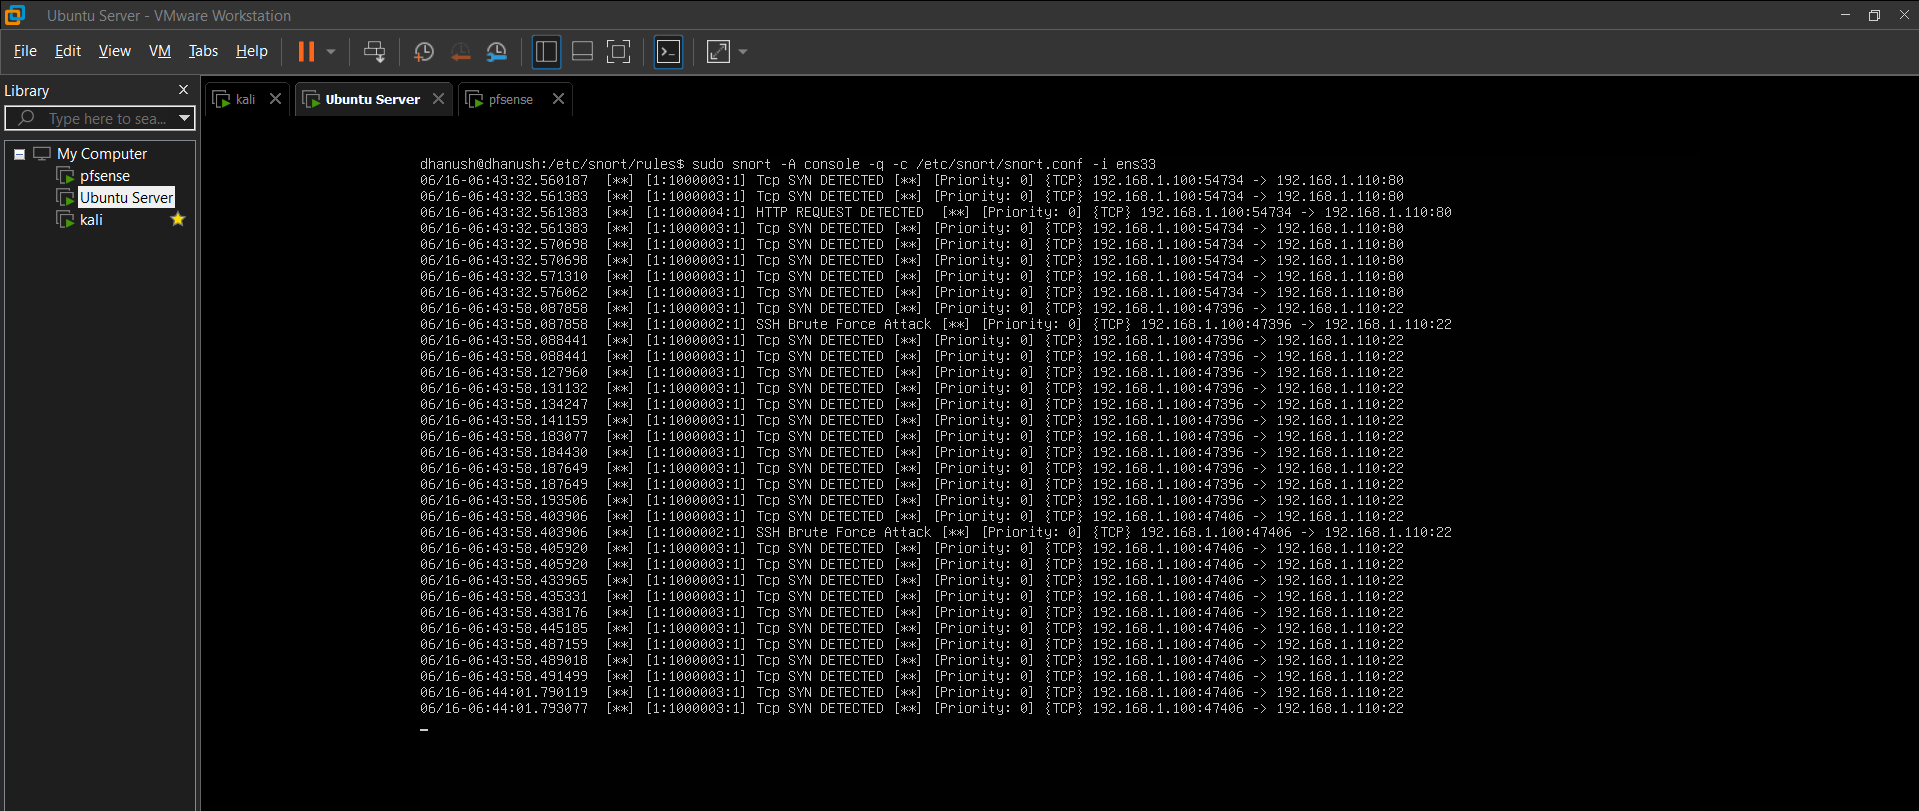 Ubuntu Server - VMware Workstation
File Edit View VM Tabs Help
Library
Type here to sea...
My Computer
pfsense
Ubuntu Server
kali
kali
Ubuntu Server
pfsense
dhanush@dhanush:/etc/snort/rules$ sudo snort -A console -q -c /etc/snort/snort.conf -i ens33
06/16-06:43:32.560187  [**] [1:1000003:1] Tcp SYN DETECTED [**] [Priority: 0] {TCP} 192.168.1.100:54734 -> 192.168.1.110:80
06/16-06:43:32.561383  [**] [1:1000003:1] Tcp SYN DETECTED [**] [Priority: 0] {TCP} 192.168.1.100:54734 -> 192.168.1.110:80
06/16-06:43:32.561383  [**] [1:1000004:1] HTTP REQUEST DETECTED  [**] [Priority: 0] {TCP} 192.168.1.100:54734 -> 192.168.1.110:80
06/16-06:43:32.561383  [**] [1:1000003:1] Tcp SYN DETECTED [**] [Priority: 0] {TCP} 192.168.1.100:54734 -> 192.168.1.110:80
06/16-06:43:32.570698  [**] [1:1000003:1] Tcp SYN DETECTED [**] [Priority: 0] {TCP} 192.168.1.100:54734 -> 192.168.1.110:80
06/16-06:43:32.570698  [**] [1:1000003:1] Tcp SYN DETECTED [**] [Priority: 0] {TCP} 192.168.1.100:54734 -> 192.168.1.110:80
06/16-06:43:32.571310  [**] [1:1000003:1] Tcp SYN DETECTED [**] [Priority: 0] {TCP} 192.168.1.100:54734 -> 192.168.1.110:80
06/16-06:43:32.576062  [**] [1:1000003:1] Tcp SYN DETECTED [**] [Priority: 0] {TCP} 192.168.1.100:54734 -> 192.168.1.110:80
06/16-06:43:58.087858  [**] [1:1000003:1] Tcp SYN DETECTED [**] [Priority: 0] {TCP} 192.168.1.100:47396 -> 192.168.1.110:22
06/16-06:43:58.087858  [**] [1:1000002:1] SSH Brute Force Attack [**] [Priority: 0] {TCP} 192.168.1.100:47396 -> 192.168.1.110:22
06/16-06:43:58.088441  [**] [1:1000003:1] Tcp SYN DETECTED [**] [Priority: 0] {TCP} 192.168.1.100:47396 -> 192.168.1.110:22
06/16-06:43:58.088441  [**] [1:1000003:1] Tcp SYN DETECTED [**] [Priority: 0] {TCP} 192.168.1.100:47396 -> 192.168.1.110:22
06/16-06:43:58.127960  [**] [1:1000003:1] Tcp SYN DETECTED [**] [Priority: 0] {TCP} 192.168.1.100:47396 -> 192.168.1.110:22
06/16-06:43:58.131132  [**] [1:1000003:1] Tcp SYN DETECTED [**] [Priority: 0] {TCP} 192.168.1.100:47396 -> 192.168.1.110:22
06/16-06:43:58.134247  [**] [1:1000003:1] Tcp SYN DETECTED [**] [Priority: 0] {TCP} 192.168.1.100:47396 -> 192.168.1.110:22
06/16-06:43:58.141159  [**] [1:1000003:1] Tcp SYN DETECTED [**] [Priority: 0] {TCP} 192.168.1.100:47396 -> 192.168.1.110:22
06/16-06:43:58.183077  [**] [1:1000003:1] Tcp SYN DETECTED [**] [Priority: 0] {TCP} 192.168.1.100:47396 -> 192.168.1.110:22
06/16-06:43:58.184430  [**] [1:1000003:1] Tcp SYN DETECTED [**] [Priority: 0] {TCP} 192.168.1.100:47396 -> 192.168.1.110:22
06/16-06:43:58.187649  [**] [1:1000003:1] Tcp SYN DETECTED [**] [Priority: 0] {TCP} 192.168.1.100:47396 -> 192.168.1.110:22
06/16-06:43:58.187649  [**] [1:1000003:1] Tcp SYN DETECTED [**] [Priority: 0] {TCP} 192.168.1.100:47396 -> 192.168.1.110:22
06/16-06:43:58.193506  [**] [1:1000003:1] Tcp SYN DETECTED [**] [Priority: 0] {TCP} 192.168.1.100:47396 -> 192.168.1.110:22
06/16-06:43:58.403906  [**] [1:1000003:1] Tcp SYN DETECTED [**] [Priority: 0] {TCP} 192.168.1.100:47406 -> 192.168.1.110:22
06/16-06:43:58.403906  [**] [1:1000002:1] SSH Brute Force Attack [**] [Priority: 0] {TCP} 192.168.1.100:47406 -> 192.168.1.110:22
06/16-06:43:58.405920  [**] [1:1000003:1] Tcp SYN DETECTED [**] [Priority: 0] {TCP} 192.168.1.100:47406 -> 192.168.1.110:22
06/16-06:43:58.405920  [**] [1:1000003:1] Tcp SYN DETECTED [**] [Priority: 0] {TCP} 192.168.1.100:47406 -> 192.168.1.110:22
06/16-06:43:58.433965  [**] [1:1000003:1] Tcp SYN DETECTED [**] [Priority: 0] {TCP} 192.168.1.100:47406 -> 192.168.1.110:22
06/16-06:43:58.435331  [**] [1:1000003:1] Tcp SYN DETECTED [**] [Priority: 0] {TCP} 192.168.1.100:47406 -> 192.168.1.110:22
06/16-06:43:58.438176  [**] [1:1000003:1] Tcp SYN DETECTED [**] [Priority: 0] {TCP} 192.168.1.100:47406 -> 192.168.1.110:22
06/16-06:43:58.445185  [**] [1:1000003:1] Tcp SYN DETECTED [**] [Priority: 0] {TCP} 192.168.1.100:47406 -> 192.168.1.110:22
06/16-06:43:58.487159  [**] [1:1000003:1] Tcp SYN DETECTED [**] [Priority: 0] {TCP} 192.168.1.100:47406 -> 192.168.1.110:22
06/16-06:43:58.489018  [**] [1:1000003:1] Tcp SYN DETECTED [**] [Priority: 0] {TCP} 192.168.1.100:47406 -> 192.168.1.110:22
06/16-06:43:58.491499  [**] [1:1000003:1] Tcp SYN DETECTED [**] [Priority: 0] {TCP} 192.168.1.100:47406 -> 192.168.1.110:22
06/16-06:44:01.790119  [**] [1:1000003:1] Tcp SYN DETECTED [**] [Priority: 0] {TCP} 192.168.1.100:47406 -> 192.168.1.110:22
06/16-06:44:01.793077  [**] [1:1000003:1] Tcp SYN DETECTED [**] [Priority: 0] {TCP} 192.168.1.100:47406 -> 192.168.1.110:22